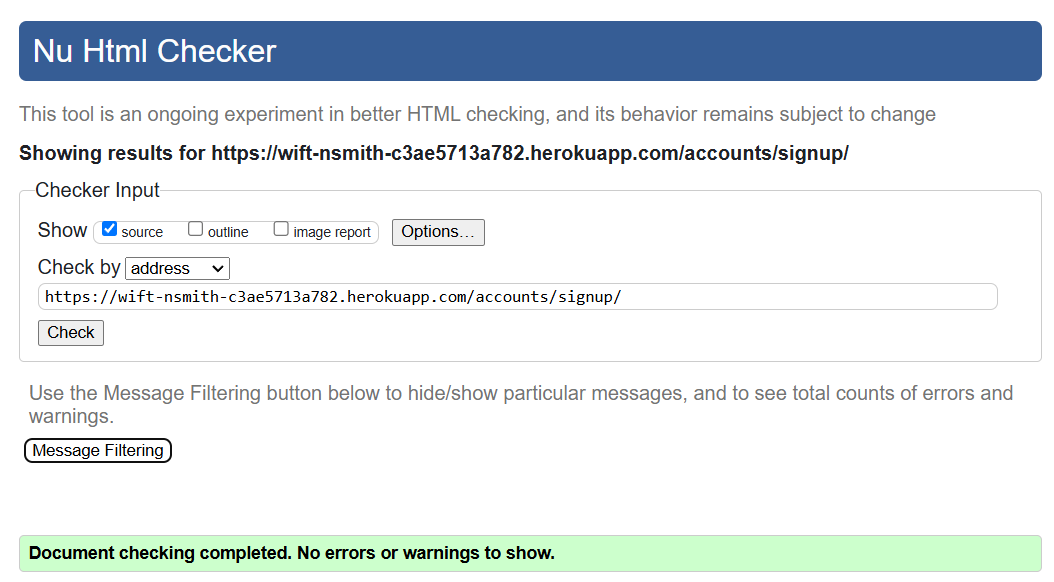 Nu Html Checker
This tool is an ongoing experiment in better HTML checking, and its behavior remains subject to change
Showing results for https://wift-nsmith-c3ae5713a782.herokuapp.com/accounts/signup/
Checker Input
Show source outline image report Options...
Check by address
https://wift-nsmith-c3ae5713a782.herokuapp.com/accounts/signup/
Check
Use the Message Filtering button below to hide/show particular messages, and to see total counts of errors and
warnings.
Message Filtering
Document checking completed. No errors or warnings to show.